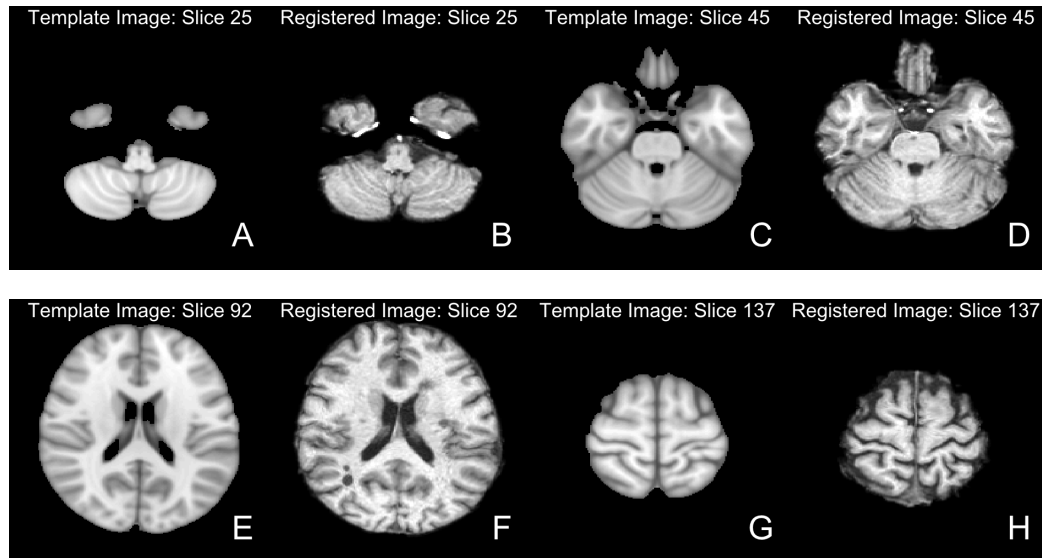 Template Image: Slice 25 Registered Image: Slice 25 Template Image: Slice 45 Registered Image: Slice 45
A B C D
Template Image: Slice 92 Registered Image: Slice 92 Template Image: Slice 137 Registered Image: Slice 137
E F G H